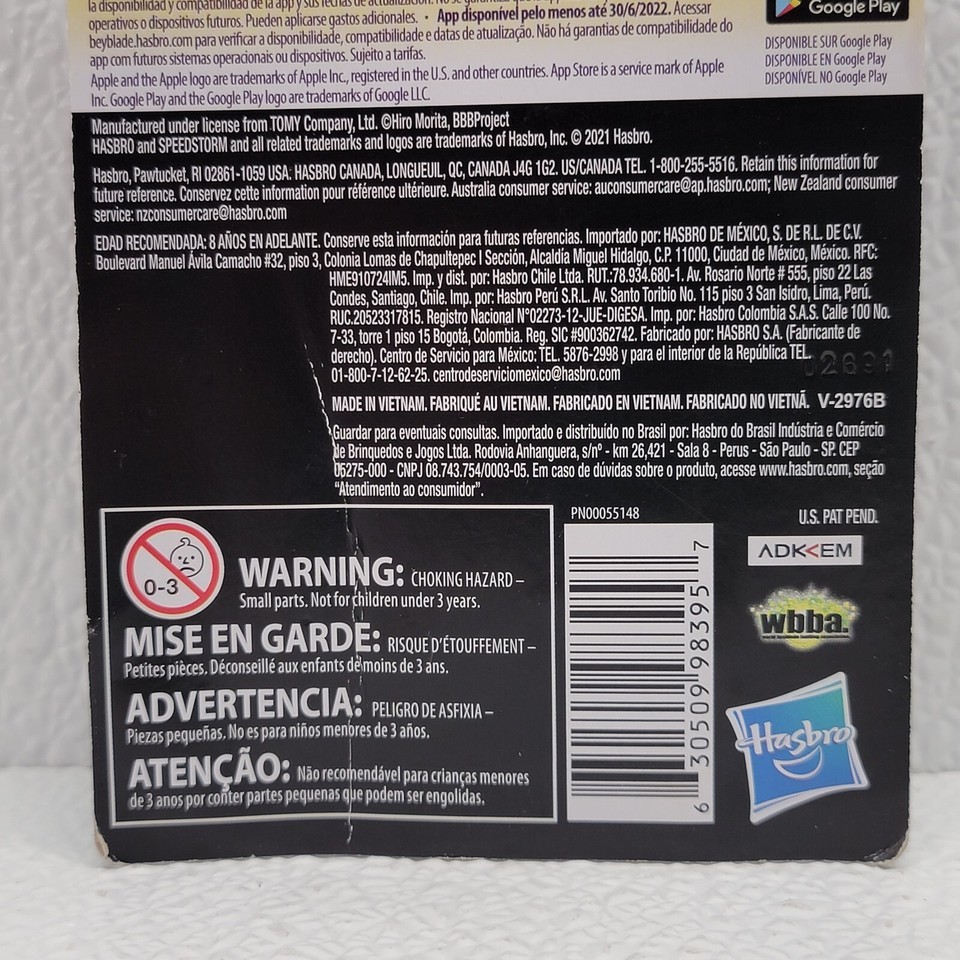 la disponibilidad y compatibilidad de la app y sus fechas de actualización.
operativos o dispositivos futuros. Pueden aplicarse gastos adicionales. • App disponível pelo menos até 30/6/2022. Acessar
beyblade.hasbro.com para verificar a disponibilidade, compatibilidade e datas de atualização. Não há garantias de compatibilidade do
app com futuros sistemas operacionais ou dispositivos. Sujeito a tarifas.
Apple and the Apple logo are trademarks of Apple Inc., registered in the U.S. and other countries. App Store is a service mark of Apple
Inc. Google Play and the Google Play logo are trademarks of Google LLC.
Google Play
DISPONIBLE SUR Google Play
DISPONIBLE EN Google Play
DISPONÍVEL NO Google Play
Manufactured under license from TOMY Company, Ltd. ©Hiro Morita, BBBProject
HASBRO and SPEEDSTORM and all related trademarks and logos are trademarks of Hasbro, Inc. © 2021 Hasbro.
Hasbro, Pawtucket, RI 02861-1059 USA. HASBRO CANADA, LONGUEUIL, QC, CANADA J4G 1G2. US/CANADA TEL. 1-800-255-5516. Retain this information for
future reference. Conservez cette information pour référence ultérieure. Australia consumer service: auconsumercare@ap.hasbro.com; New Zealand consumer
service: nzconsumercare@hasbro.com
EDAD RECOMENDADA: 8 AÑOS EN ADELANTE. Conserve esta información para futuras referencias. Importado por: HASBRO DE MÉXICO, S. DE R.L. DE C.V.
Boulevard Manuel Ávila Camacho #32, piso 3, Colonia Lomas de Chapultepec I Sección, Alcaldía Miguel Hidalgo, C.P. 11000, Ciudad de México, México. RFC:
HME910724IM5. Imp. y dist. por: Hasbro Chile Ltda. RUT.:78.934.680-1. Av. Rosario Norte # 555, piso 22 Las
Condes, Santiago, Chile. Imp. por: Hasbro Perú S.R.L. Av. Santo Toribio No. 115 piso 3 San Isidro, Lima, Perú.
RUC.20523317815. Registro Nacional N°02273-12-JUE-DIGESA. Imp. por: Hasbro Colombia S.A.S. Calle 100 No.
7-33, torre 1 piso 15 Bogotá, Colombia. Reg. SIC #900362742. Fabricado por: HASBRO S.A. (Fabricante de
derecho). Centro de Servicio para México: TEL. 5876-2998 y para el interior de la República TEL.
01-800-7-12-62-25. centrodeserviciomexico@hasbro.com
MADE IN VIETNAM. FABRIQUÉ AU VIETNAM. FABRICADO EN VIETNAM. FABRICADO NO VIETNÃ. V-2976B
Guardar para eventuais consultas. Importado e distribuído no Brasil por: Hasbro do Brasil Indústria e Comércio
de Brinquedos e Jogos Ltda. Rodovia Anhanguera, s/nº - km 26,421 - Sala 8 - Perus - São Paulo - SP. CEP
05275-000 - CNPJ 08.743.754/0003-05. Em caso de dúvidas sobre o produto, acesse www.hasbro.com, seção
"Atendimento ao consumidor".
0-3
WARNING: CHOKING HAZARD –
Small parts. Not for children under 3 years.
MISE EN GARDE: RISQUE D'ÉTOUFFEMENT –
Petites pièces. Déconseillé aux enfants de moins de 3 ans.
ADVERTENCIA: PELIGRO DE ASFIXIA –
Piezas pequeñas. No es para niños menores de 3 años.
ATENÇÃO: Não recomendável para crianças menores
de 3 anos por conter partes pequenas que podem ser engolidas.
PN00055148
6 30509 98395 7
U.S. PAT PEND.
ADK EM
wbba.
Hasbro